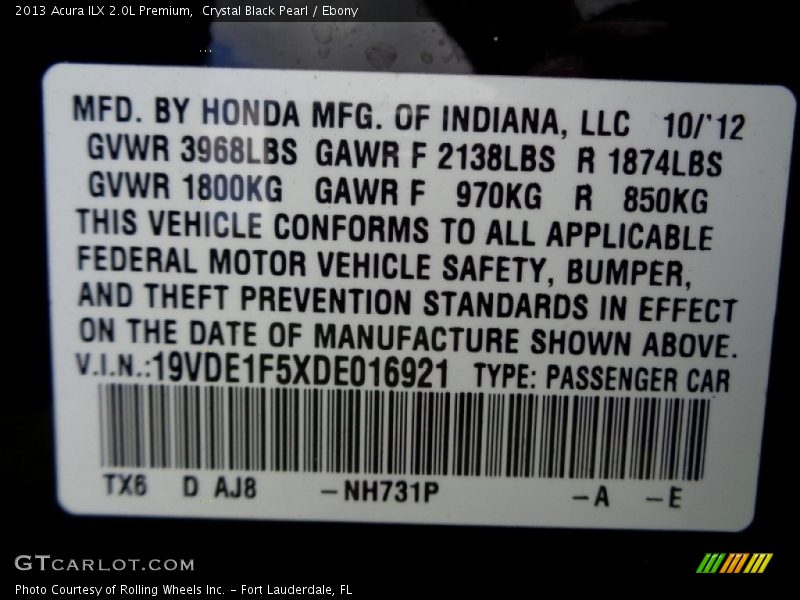 2013 Acura ILX 2.0L Premium,  Crystal Black Pearl / Ebony
MFD. BY HONDA MFG. OF INDIANA, LLC 10/'12
GVWR 3968LBS GAWR F 2138LBS R 1874LBS
GVWR 1800KG GAWR F 970KG R 850KG
THIS VEHICLE CONFORMS TO ALL APPLICABLE
FEDERAL MOTOR VEHICLE SAFETY, BUMPER,
AND THEFT PREVENTION STANDARDS IN EFFECT
ON THE DATE OF MANUFACTURE SHOWN ABOVE.
V.I.N.:19VDE1F5XDE016921 TYPE: PASSENGER CAR
TX6 D AJ8 –NH731P –A –E
GTCARLOT.COM
Photo Courtesy of Rolling Wheels Inc. – Fort Lauderdale, FL